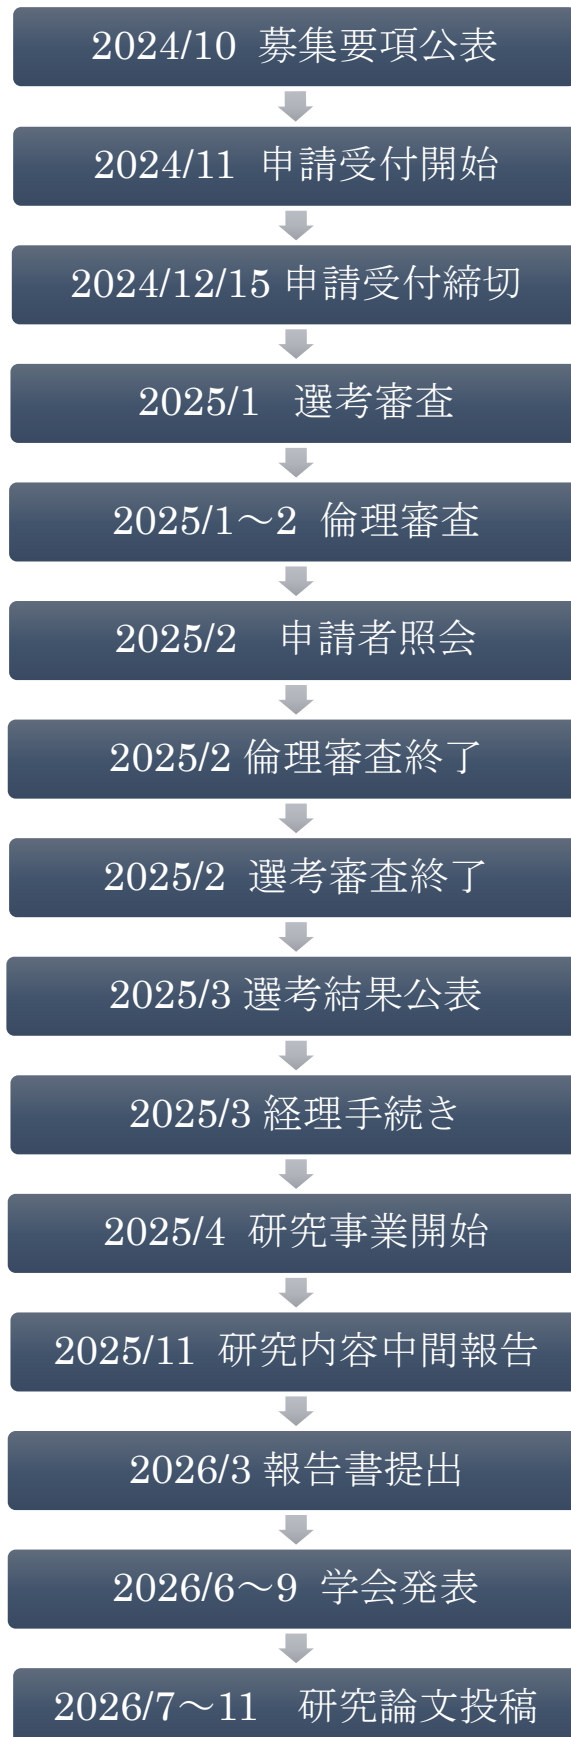 2024/10 募集要項公表
2024/11 申請受付開始
2024/12/15 申請受付締切
2025/1 選考審査
2025/1～2 倫理審査
2025/2 申請者照会
2025/2 倫理審査終了
2025/2 選考審査終了
2025/3 選考結果公表
2025/3 経理手続き
2025/4 研究事業開始
2025/11 研究内容中間報告
2026/3 報告書提出
2026/6～9 学会発表
2026/7～11 研究論文投稿